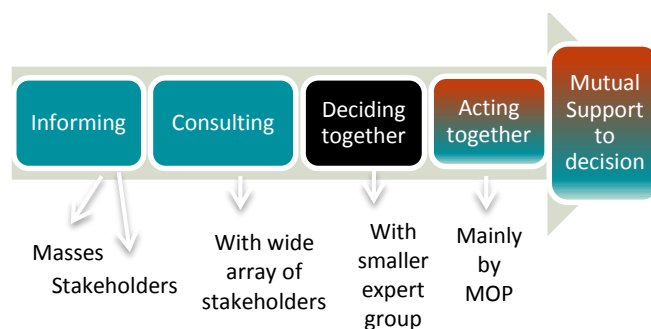 Informing
Consulting
Deciding
together
Acting
together
Mutual
Support
to
decision
Masses
Stakeholders
With wide
array of
stakeholders
With
smaller
expert
group
Mainly
by
MOP